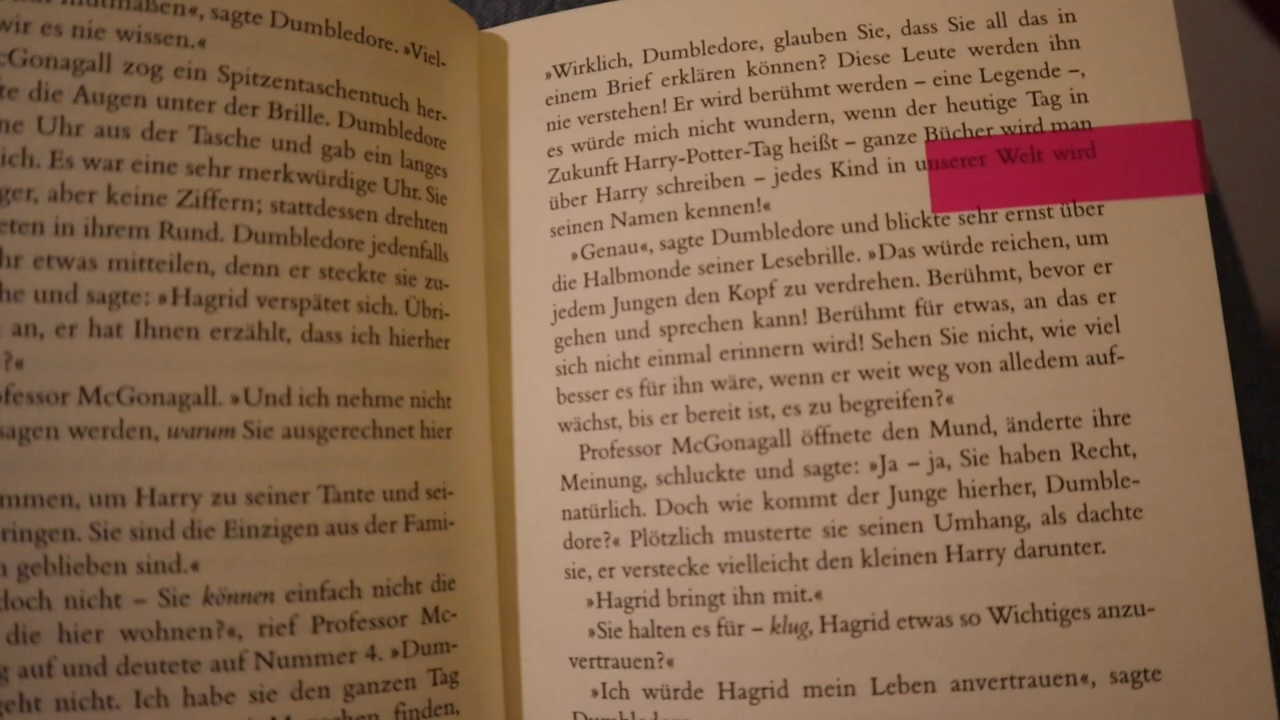 mutmaßen«, sagte Dumbledore. »Viel-
wir es nie wissen.«
Gonagall zog ein Spitzentaschentuch her-
te die Augen unter der Brille. Dumbledore
ne Uhr aus der Tasche und gab ein langes
ich. Es war eine sehr merkwürdige Uhr. Sie
ger, aber keine Ziffern; stattdessen drehten
eten in ihrem Rund. Dumbledore jedenfalls
hr etwas mitteilen, denn er steckte sie zu-
he und sagte: »Hagrid verspätet sich. Übri-
an, er hat Ihnen erzählt, dass ich hierher
?«
ofessor McGonagall. »Und ich nehme nicht
sagen werden, warum Sie ausgerechnet hier
mmen, um Harry zu seiner Tante und sei-
ringen. Sie sind die Einzigen aus der Fami-
n geblieben sind.«
doch nicht – Sie können einfach nicht die
die hier wohnen?«, rief Professor Mc-
g auf und deutete auf Nummer 4. »Dum-
geht nicht. Ich habe sie den ganzen Tag
Menschen finden,
»Wirklich, Dumbledore, glauben Sie, dass Sie all das in
einem Brief erklären können? Diese Leute werden ihn
nie verstehen! Er wird berühmt werden – eine Legende –,
es würde mich nicht wundern, wenn der heutige Tag in
Zukunft Harry-Potter-Tag heißt – ganze Bücher wird man
über Harry schreiben – jedes Kind in unserer Welt wird
seinen Namen kennen!«
»Genau«, sagte Dumbledore und blickte sehr ernst über
die Halbmonde seiner Lesebrille. »Das würde reichen, um
jedem Jungen den Kopf zu verdrehen. Berühmt, bevor er
gehen und sprechen kann! Berühmt für etwas, an das er
sich nicht einmal erinnern wird! Sehen Sie nicht, wie viel
besser es für ihn wäre, wenn er weit weg von alledem auf-
wächst, bis er bereit ist, es zu begreifen?«
Professor McGonagall öffnete den Mund, änderte ihre
Meinung, schluckte und sagte: »Ja – ja, Sie haben Recht,
natürlich. Doch wie kommt der Junge hierher, Dumble-
dore?« Plötzlich musterte sie seinen Umhang, als dachte
sie, er verstecke vielleicht den kleinen Harry darunter.
»Hagrid bringt ihn mit.«
»Sie halten es für – klug, Hagrid etwas so Wichtiges anzu-
vertrauen?«
»Ich würde Hagrid mein Leben anvertrauen«, sagte
Dumbledore